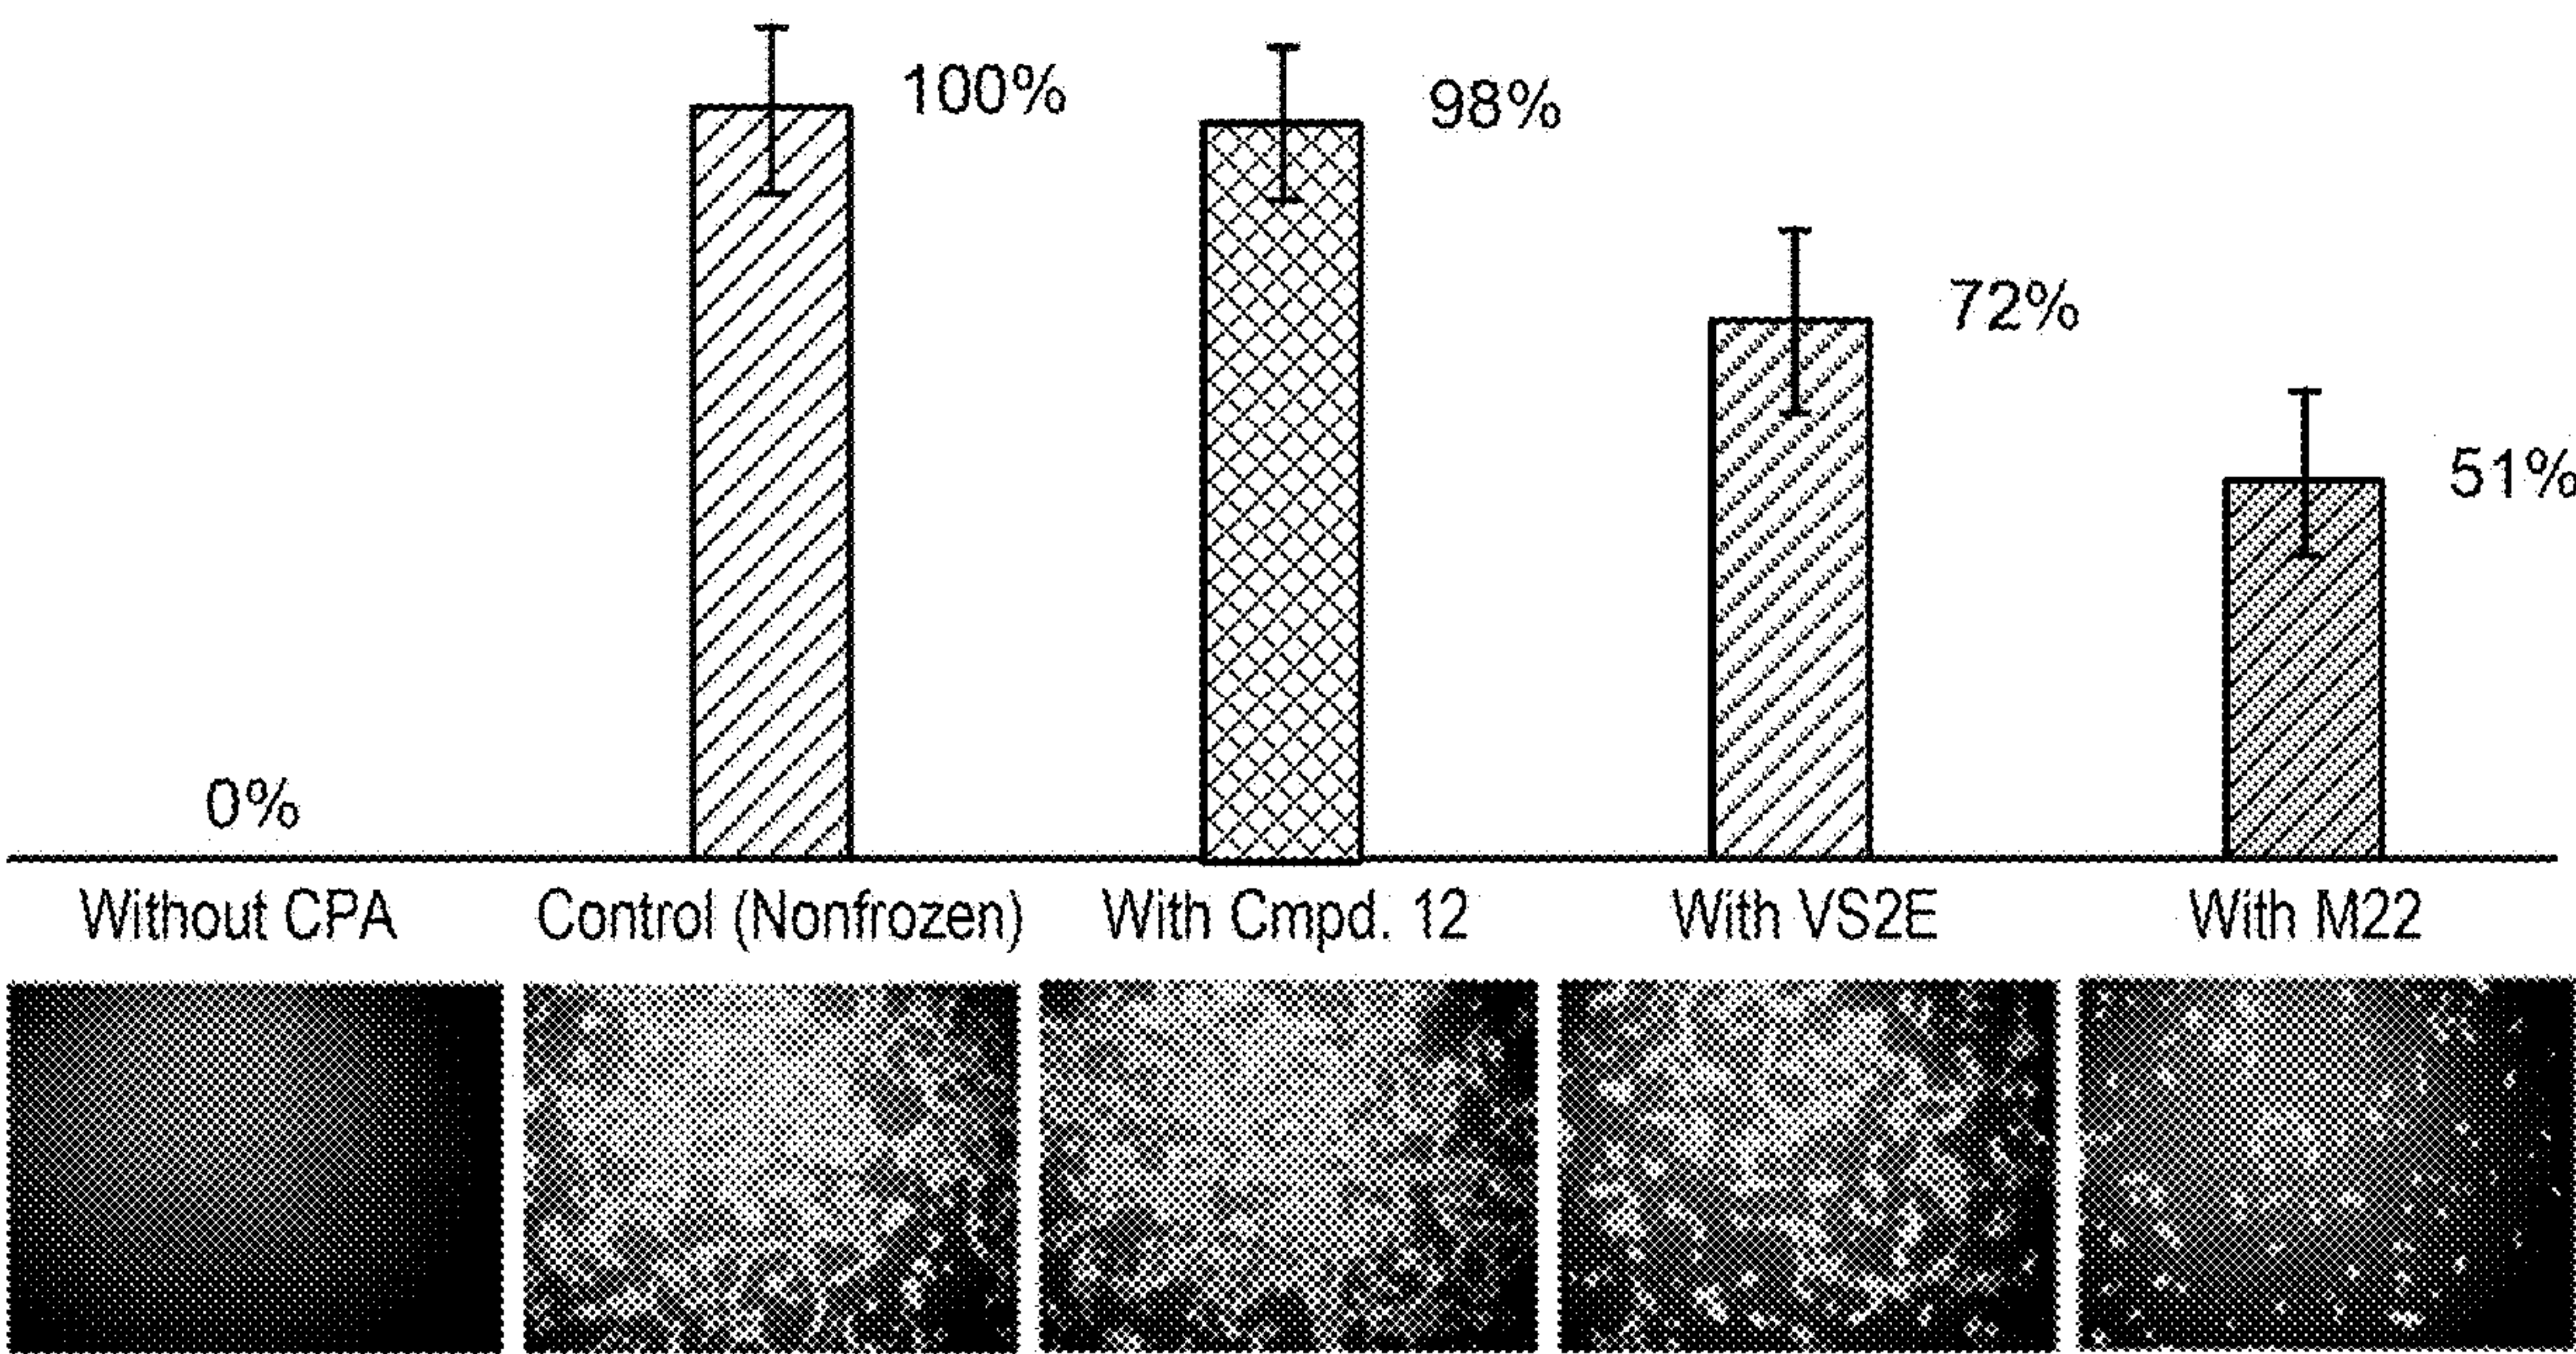 100%
98%
72%
51%
0%
Without CPA
Control (Nonfrozen)
With Cmpd. 12
With VS2E
With M22